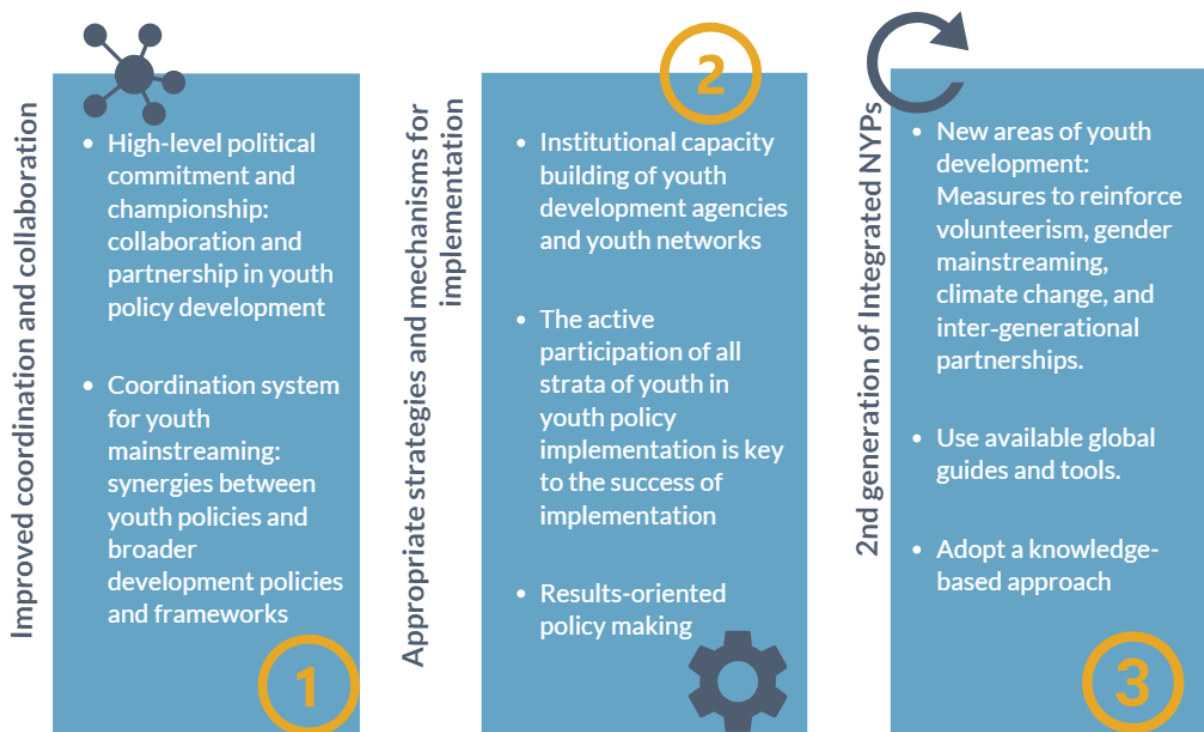 Improved coordination and collaboration
• High-level political
commitment and
championship:
collaboration and
partnership in youth
policy development
• Coordination system
for youth
mainstreaming:
synergies between
youth policies and
broader
development policies
and frameworks
1
Appropriate strategies and mechanisms for
implementation
2
• Institutional capacity
building of youth
development agencies
and youth networks
• The active
participation of all
strata of youth in
youth policy
implementation is key
to the success of
implementation
• Results-oriented
policy making
2nd generation of Integrated NYPs
• New areas of youth
development:
Measures to reinforce
volunteerism, gender
mainstreaming,
climate change, and
inter-generational
partnerships.
• Use available global
guides and tools.
• Adopt a knowledge-
based approach
3